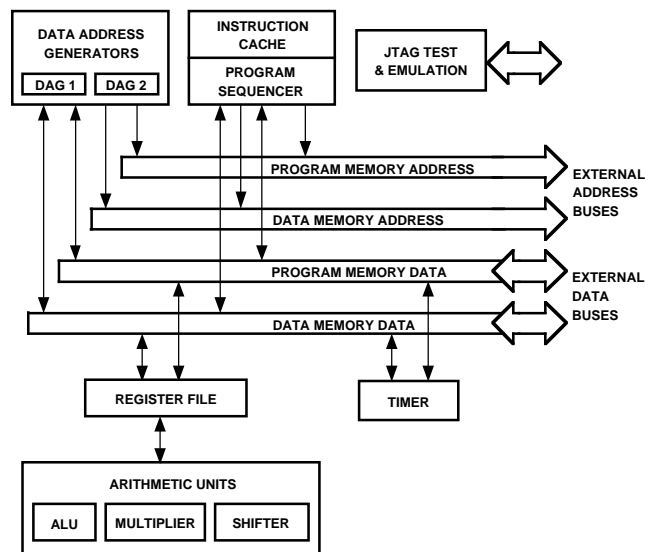 DATA ADDRESS
GENERATORS
DAG 1
DAG 2
INSTRUCTION
CACHE
PROGRAM
SEQUENCER
JTAG TEST
& EMULATION
PROGRAM MEMORY ADDRESS
EXTERNAL
ADDRESS
BUSES
DATA MEMORY ADDRESS
PROGRAM MEMORY DATA
EXTERNAL
DATA
BUSES
DATA MEMORY DATA
REGISTER FILE
TIMER
ARITHMETIC UNITS
ALU
MULTIPLIER
SHIFTER